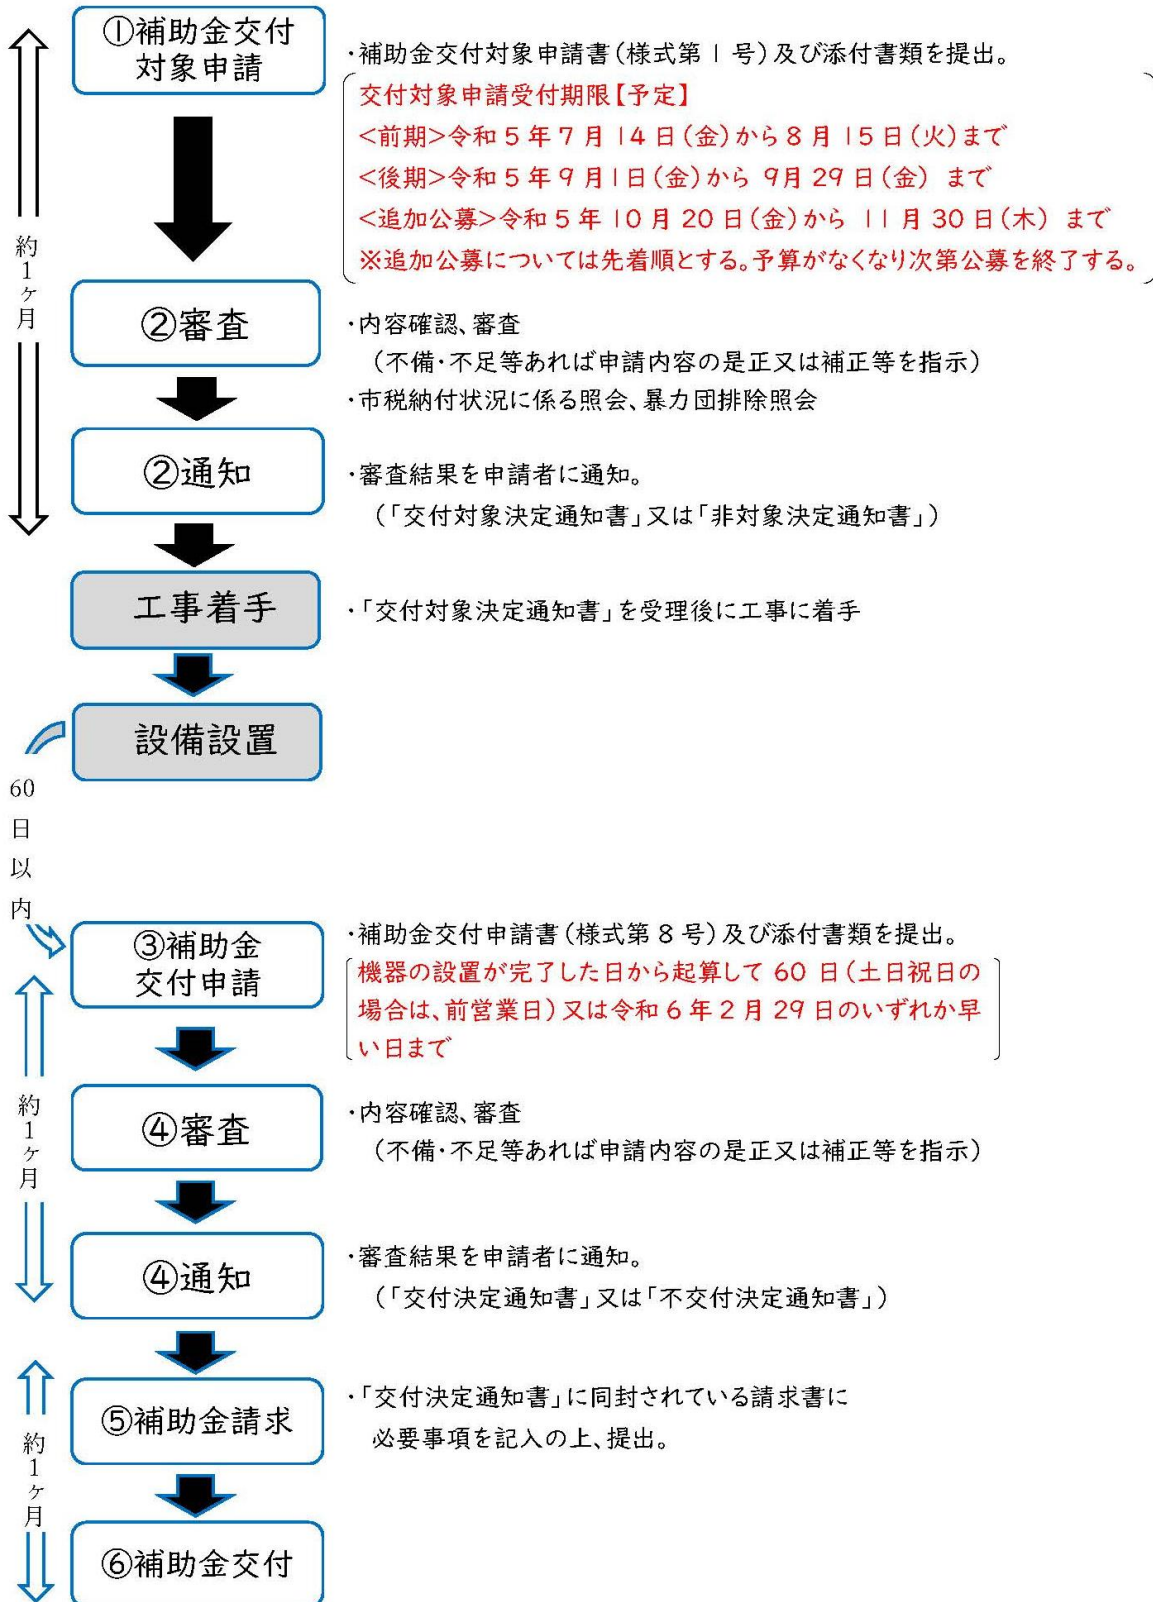 ①補助金交付
対象申請
・補助金交付対象申請書(様式第1号)及び添付書類を提出。
交付対象申請受付期限【予定】
<前期>令和5年7月14日(金)から8月15日(火)まで
<後期>令和5年9月1日(金)から 9月29日(金) まで
<追加公募>令和5年10月20日(金)から 11月30日(木) まで
※追加公募については先着順とする。予算がなくなり次第公募を終了する。
約1ヶ月
②審査
・内容確認、審査
(不備・不足等あれば申請内容の是正又は補正等を指示)
・市税納付状況に係る照会、暴力団排除照会
②通知
・審査結果を申請者に通知。
(「交付対象決定通知書」又は「非対象決定通知書」)
工事着手
・「交付対象決定通知書」を受理後に工事に着手
設備設置
60日以内
③補助金
交付申請
・補助金交付申請書(様式第8号)及び添付書類を提出。
機器の設置が完了した日から起算して60日(土日祝日の
場合は、前営業日)又は令和6年2月29日のいずれか早
い日まで
約1ヶ月
④審査
・内容確認、審査
(不備・不足等あれば申請内容の是正又は補正等を指示)
④通知
・審査結果を申請者に通知。
(「交付決定通知書」又は「不交付決定通知書」)
⑤補助金請求
・「交付決定通知書」に同封されている請求書に
必要事項を記入の上、提出。
約1ヶ月
⑥補助金交付